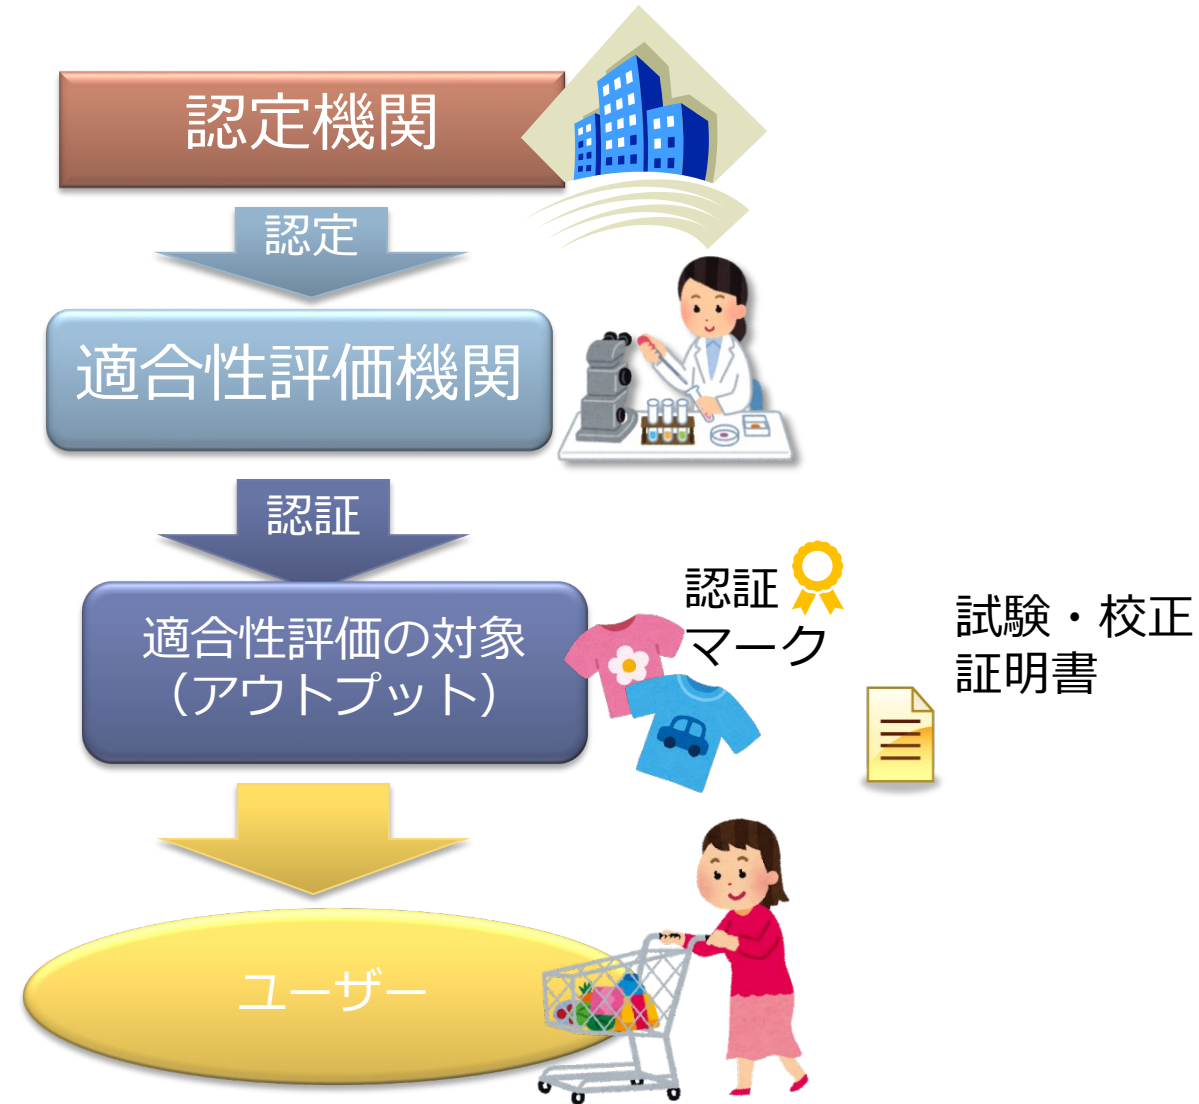 認定機関
認定
適合性評価機関
認証
適合性評価の対象
（アウトプット）
認証
マーク
試験・校正
証明書
ユーザー